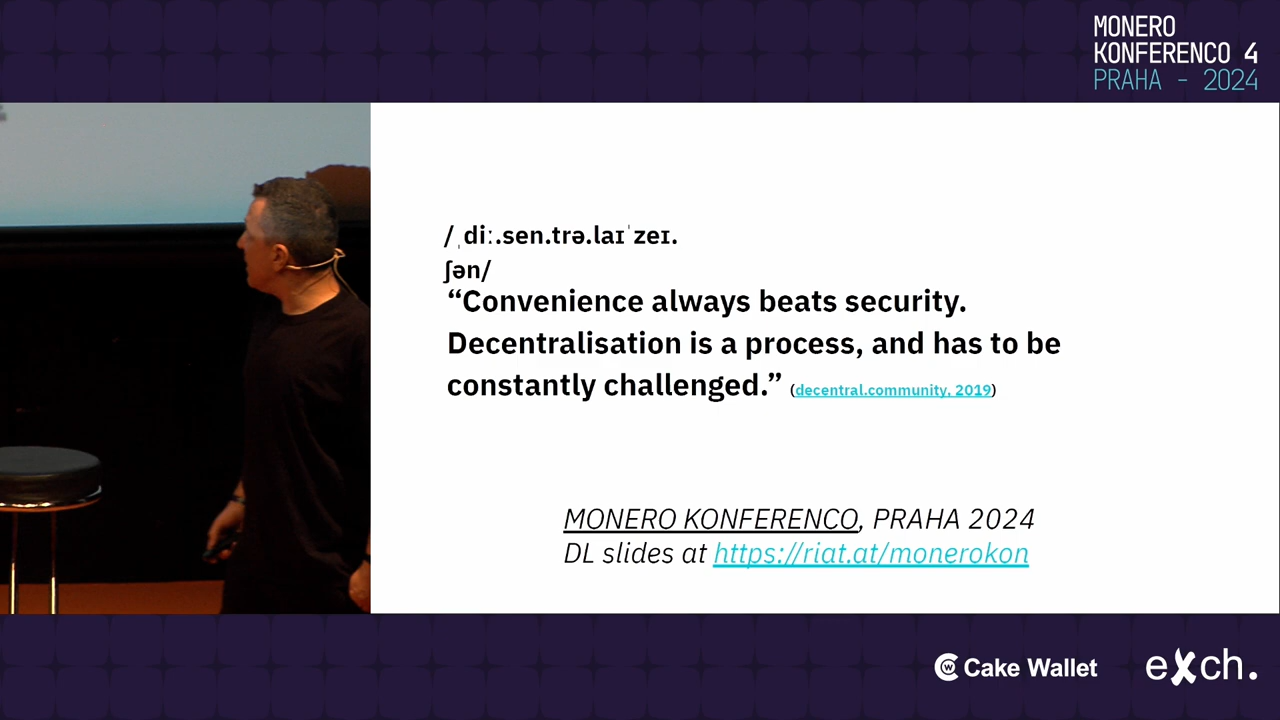 MONERO
KONFERENCO 4
PRAHA - 2024
/ˌdiː.sen.trə.laɪˈzeɪ.
ʃən/
“Convenience always beats security.
Decentralisation is a process, and has to be
constantly challenged.” (decentral.community, 2019)
MONERO KONFERENCO, PRAHA 2024
DL slides at https://riat.at/monerokon
Cake Wallet
exch.